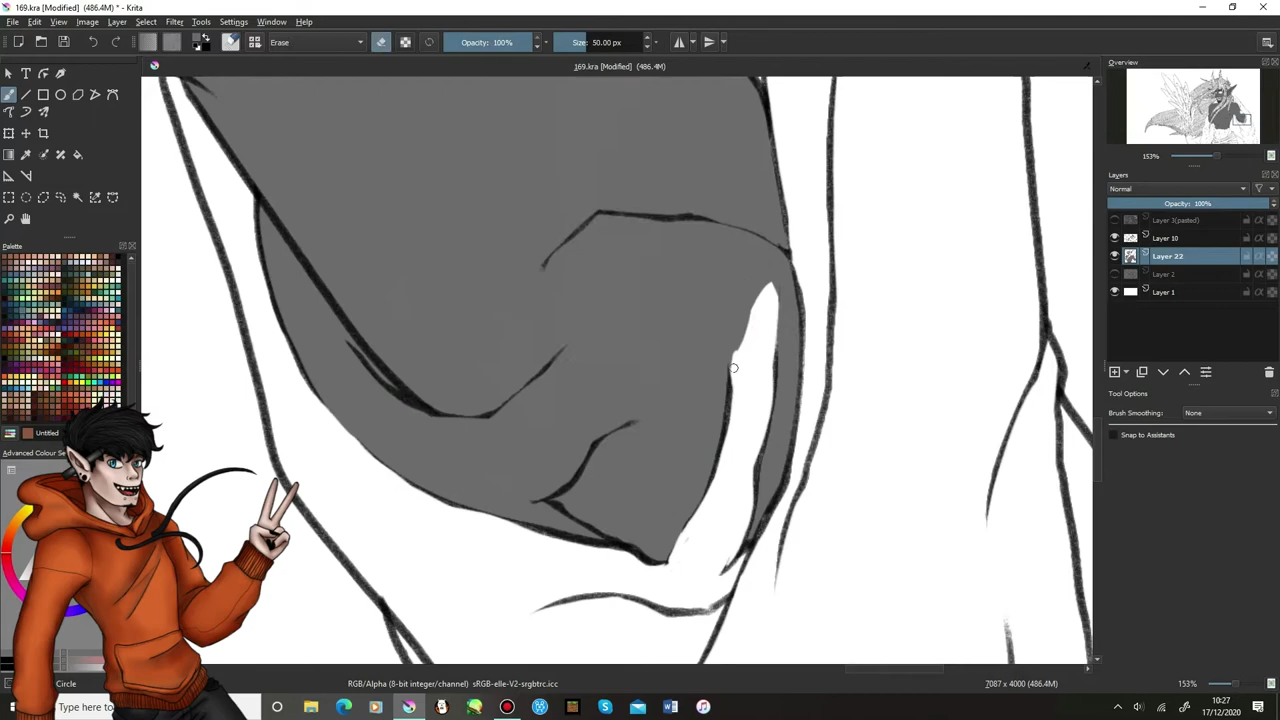 169.kra [Modified] (486.4M) - Krita
File Edit View Image Layer Select Filter Tools Settings Window Help
Erase Opacity: 100% Size: 50.00 px
169.kra [Modified] (486.4M)
Overview
153%
Layers
Normal
Opacity: 100%
Layer 3(pasted)
Layer 10
Layer 22
Layer 2
Layer 1
Tool Options
Brush Smoothing: None
Snap to Assistants
Palette
Untitled
Advanced Colour Se
Circle RGB/Alpha (8-bit integer/channel) sRGB-elle-V2-srgbtrc.icc 7087 x 4000 (486.4M) 153%
Type here
10:27
17/12/2020